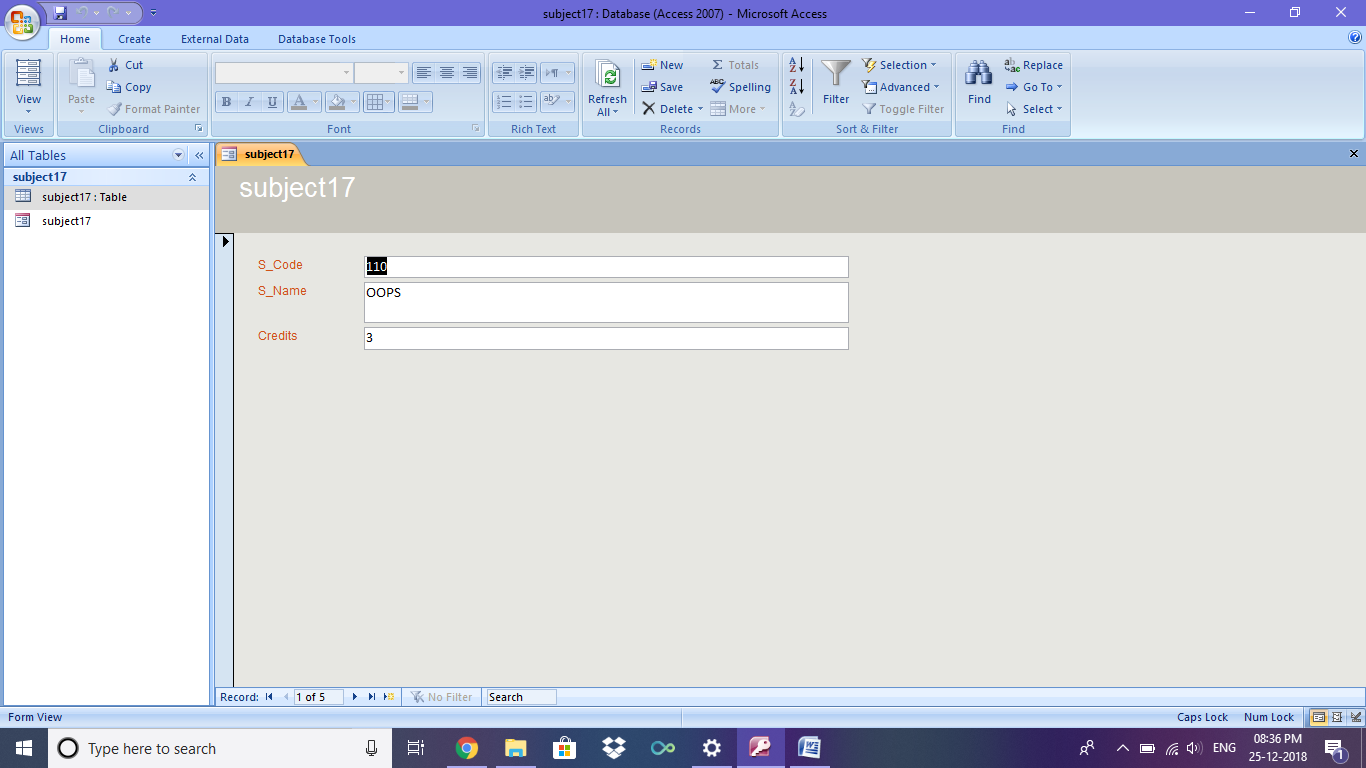 subject17 : Database (Access 2007) - Microsoft Access
Home Create External Data Database Tools
View
Views
Paste
Cut
Copy
Format Painter
Clipboard
B I U
A
Font
ab
Rich Text
Refresh
All
New
Save
Delete
Σ Totals
ABC Spelling
More
Records
Filter
Selection
Advanced
Toggle Filter
Sort & Filter
Find
Replace
Go To
Select
Find
All Tables
subject17
subject17 : Table
subject17
subject17
subject17
S_Code 110
S_Name OOPS
Credits 3
Record: 1 of 5 No Filter Search
Form View Caps Lock Num Lock
Type here to search
ENG
08:36 PM
25-12-2018
1